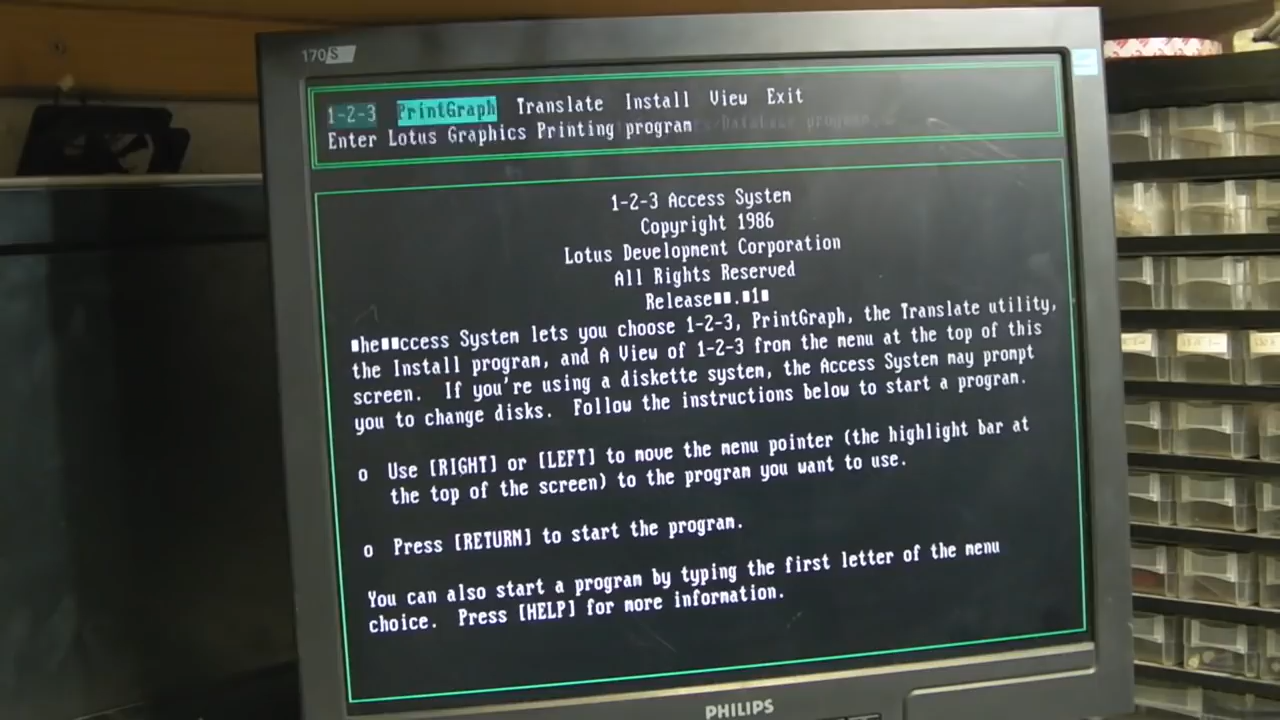 170S
1-2-3 PrintGraph Translate Install View Exit
Enter Lotus Graphics Printing program
1-2-3 Access System
Copyright 1986
Lotus Development Corporation
All Rights Reserved
Release■■.■1■
■he■■ccess System lets you choose 1-2-3, PrintGraph, the Translate utility,
the Install program, and A View of 1-2-3 from the menu at the top of this
screen. If you're using a diskette system, the Access System may prompt
you to change disks. Follow the instructions below to start a program.
o Use [RIGHT] or [LEFT] to move the menu pointer (the highlight bar at
the top of the screen) to the program you want to use.
o Press [RETURN] to start the program.
You can also start a program by typing the first letter of the menu
choice. Press [HELP] for more information.
PHILIPS